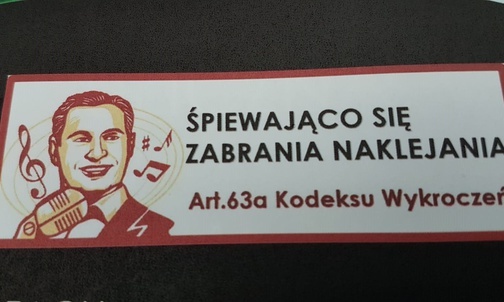 ŚPIEWAJĄCO SIĘ
ZABRANIA NAKLEJANIA
Art.63a Kodeksu Wykroczeń